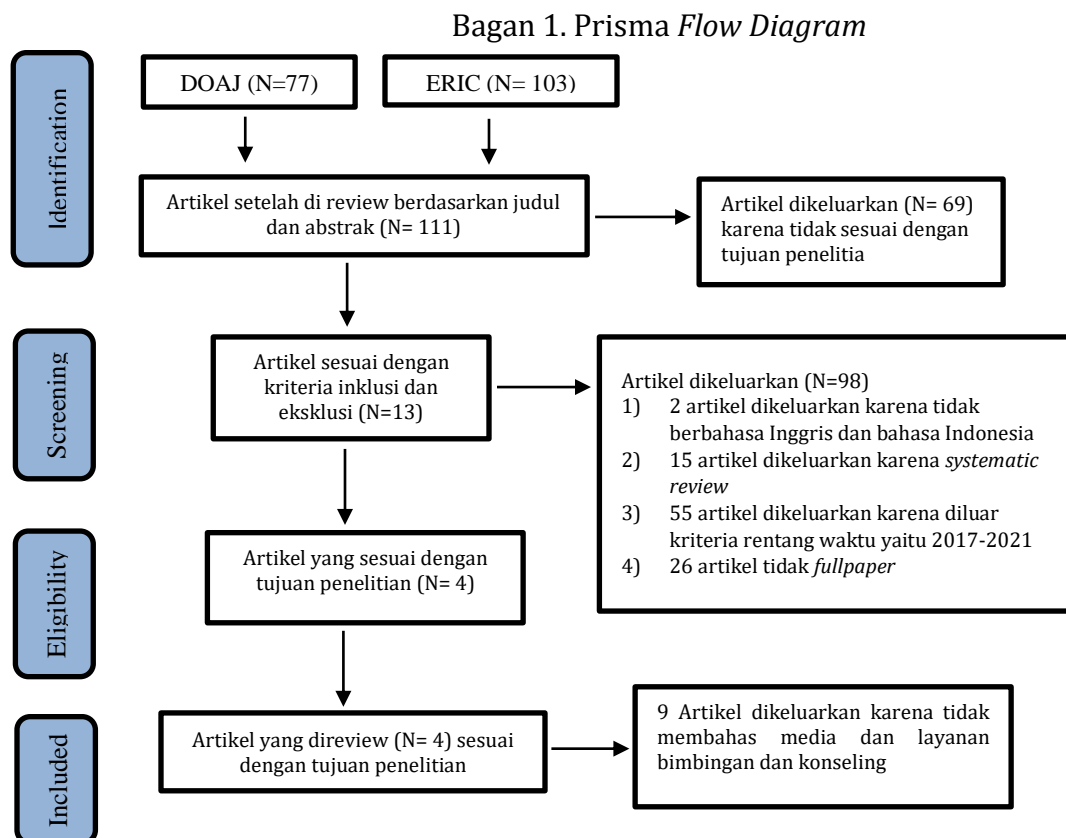 Bagan 1. Prisma Flow Diagram
Identification
DOAJ (N=77)
ERIC (N= 103)
Artikel setelah di review berdasarkan judul
dan abstrak (N= 111)
Artikel dikeluarkan (N= 69)
karena tidak sesuai dengan
tujuan penelitia
Screening
Artikel sesuai dengan
kriteria inklusi dan
eksklusi (N=13)
Artikel dikeluarkan (N=98)
1) 2 artikel dikeluarkan karena tidak
berbahasa Inggris dan bahasa Indonesia
2) 15 artikel dikeluarkan karena systematic
review
3) 55 artikel dikeluarkan karena diluar
kriteria rentang waktu yaitu 2017-2021
4) 26 artikel tidak fullpaper
Eligibility
Artikel yang sesuai dengan
tujuan penelitian (N= 4)
Included
Artikel yang direview (N= 4) sesuai
dengan tujuan penelitian
9 Artikel dikeluarkan karena tidak
membahas media dan layanan
bimbingan dan konseling